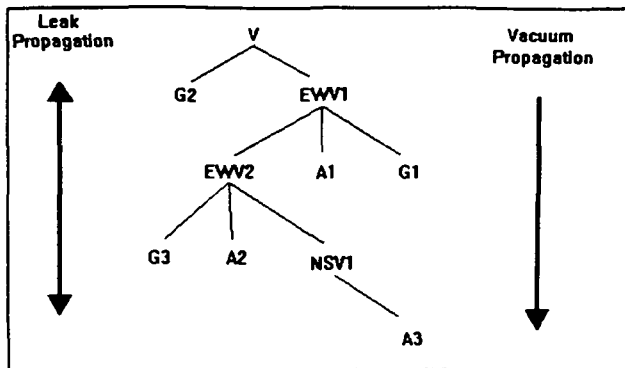 Leak
Propagation
V
Vacuum
Propagation
G2 EWV1
EWV2 A1 G1
G3 A2 NSV1
A3